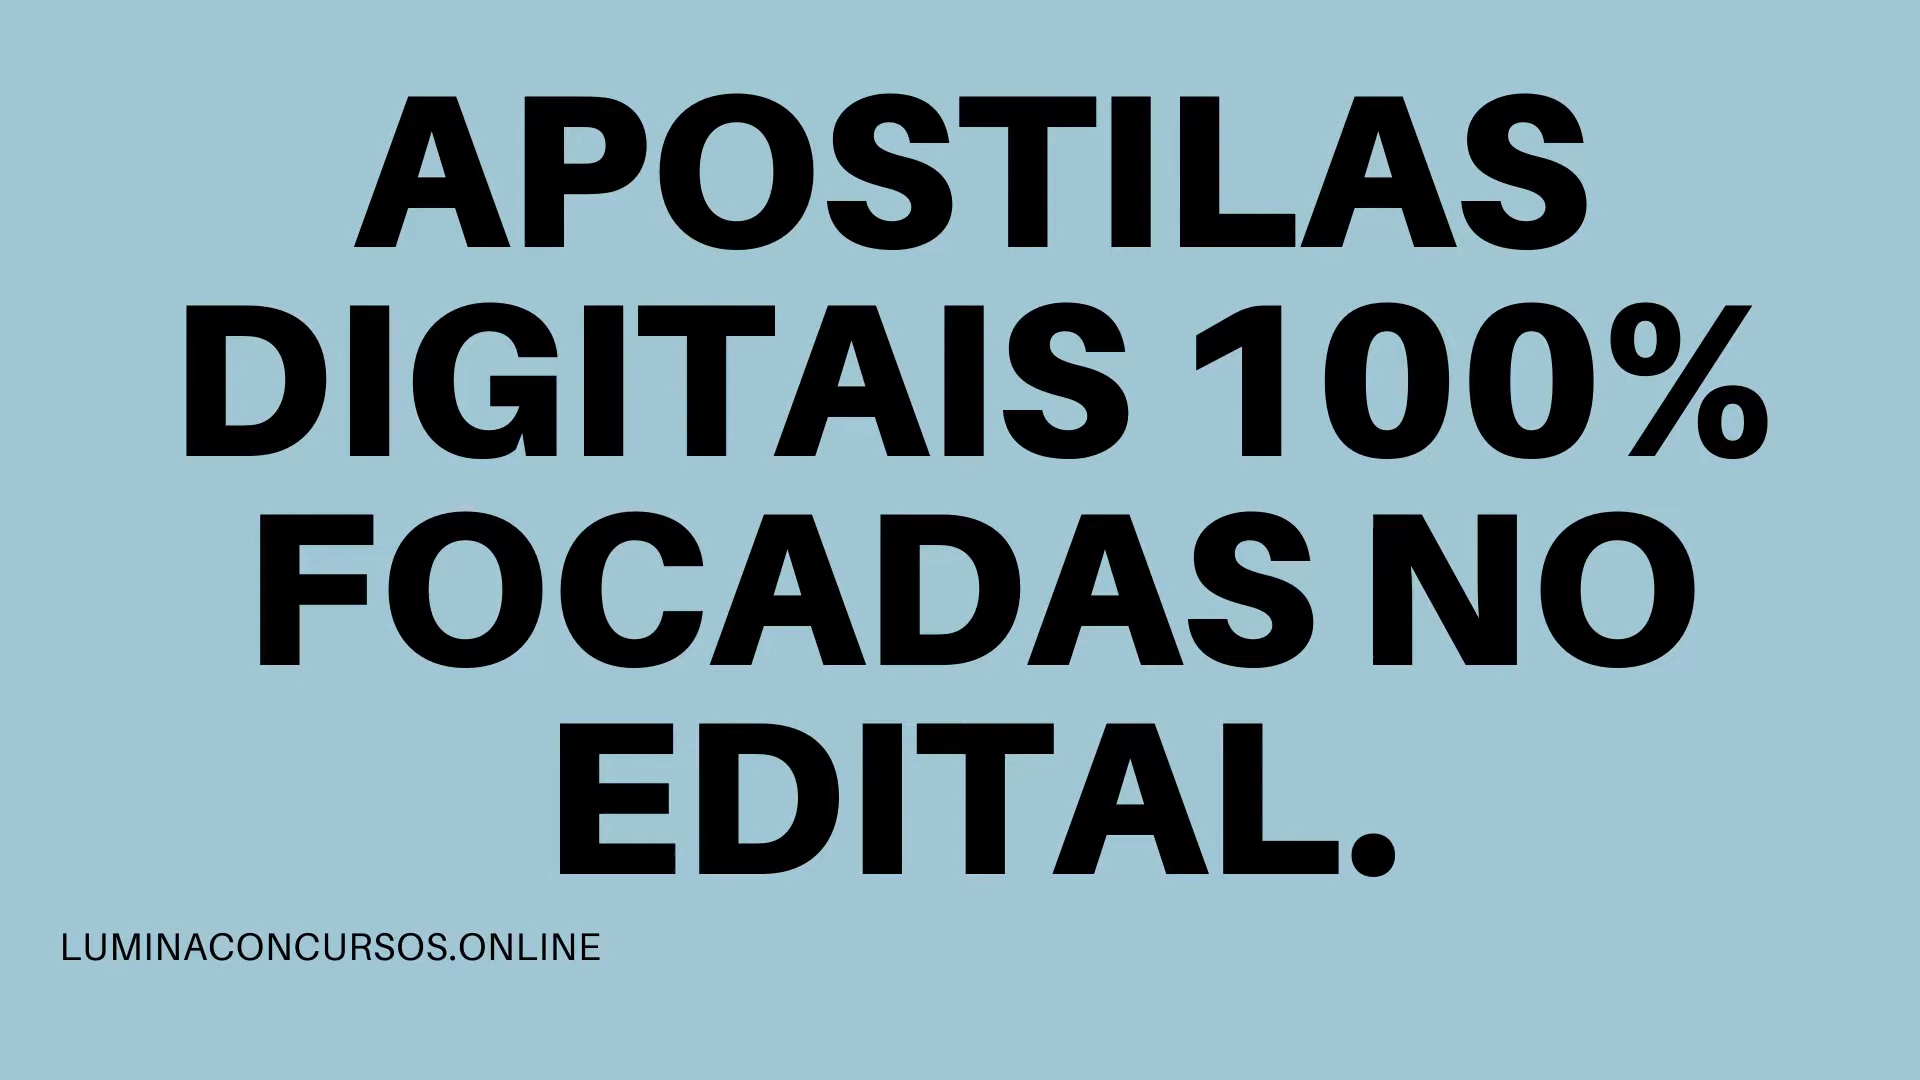 APOSTILAS
DIGITAIS 100%
FOCADAS NO
EDITAL.
LUMINACONCURSOS.ONLINE